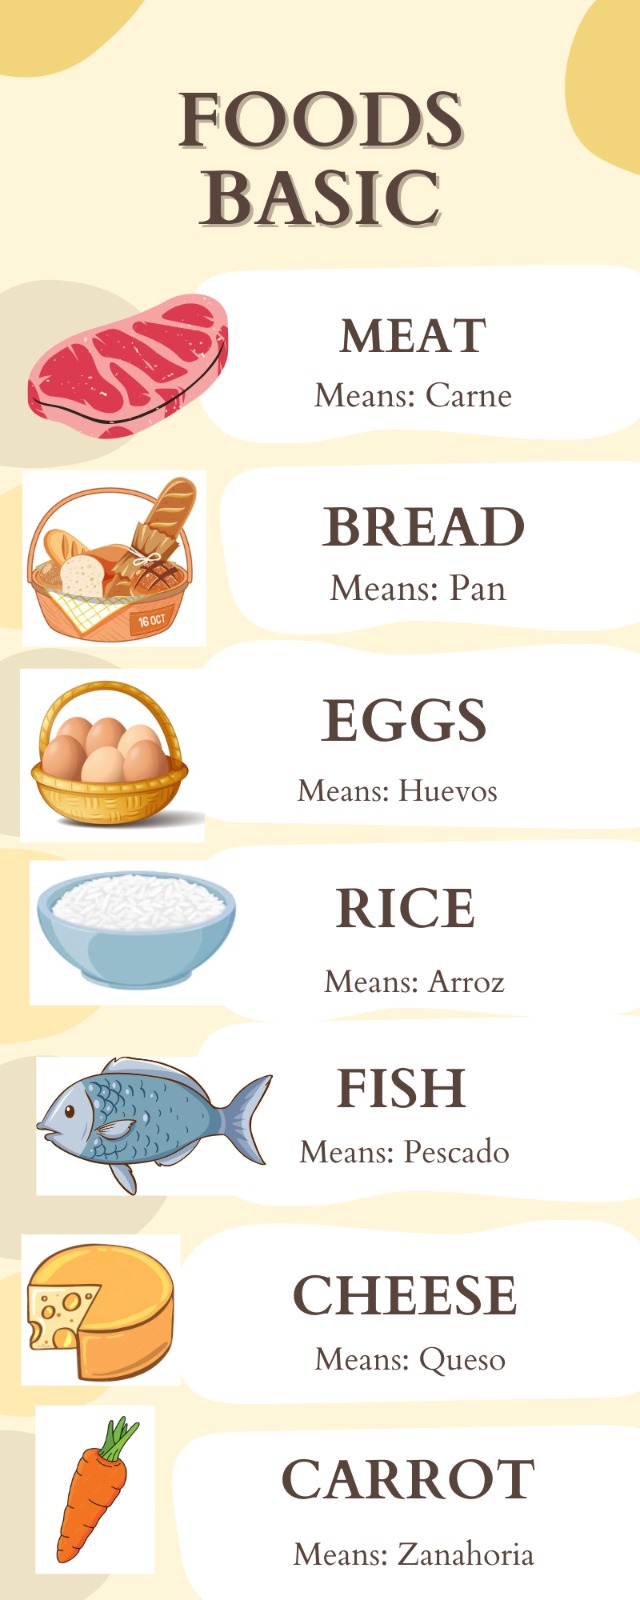 FOODS
BASIC
MEAT
Means: Carne
BREAD
Means: Pan
16 OCT
EGGS
Means: Huevos
RICE
Means: Arroz
FISH
Means: Pescado
CHEESE
Means: Queso
CARROT
Means: Zanahoria